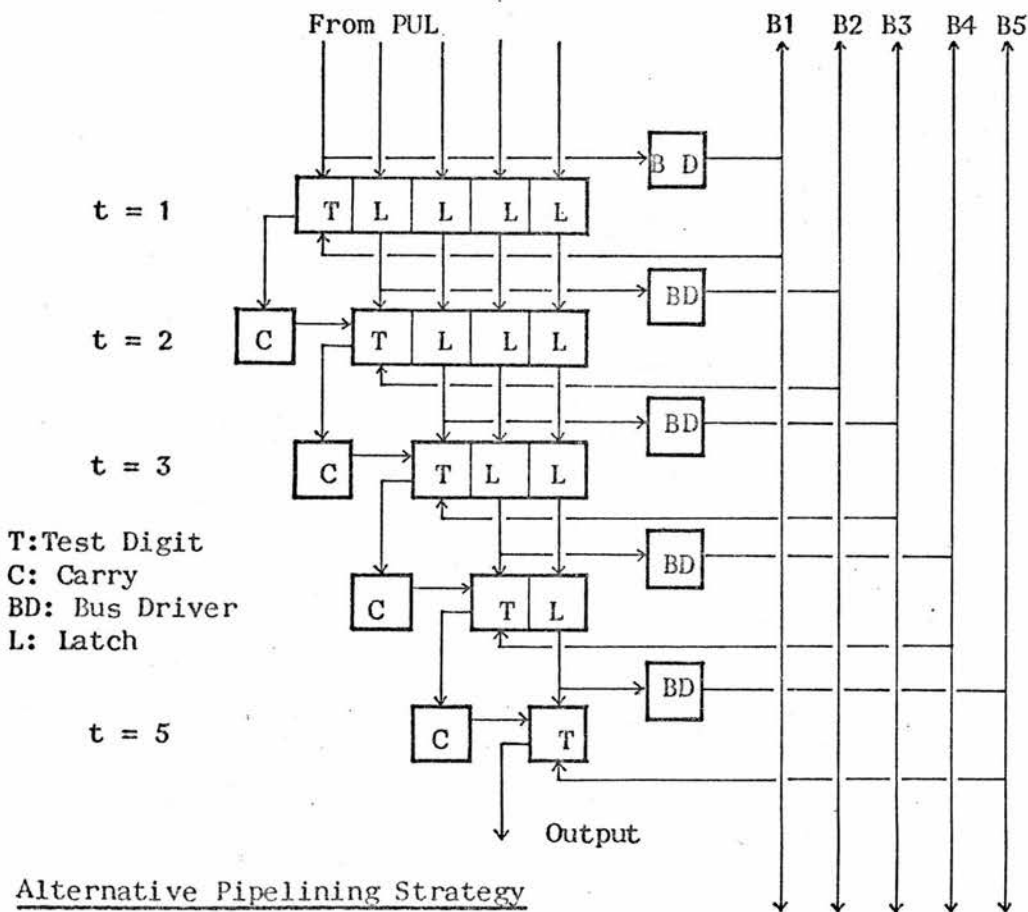 From PUL B1 B2 B3 B4 B5
B D
t = 1 T L L L L
BD
t = 2 C T L L L
BD
t = 3 C T L L
T:Test Digit
C: Carry
BD: Bus Driver
L: Latch
BD
C T L
BD
t = 5 C T
Output
Alternative Pipelining Strategy